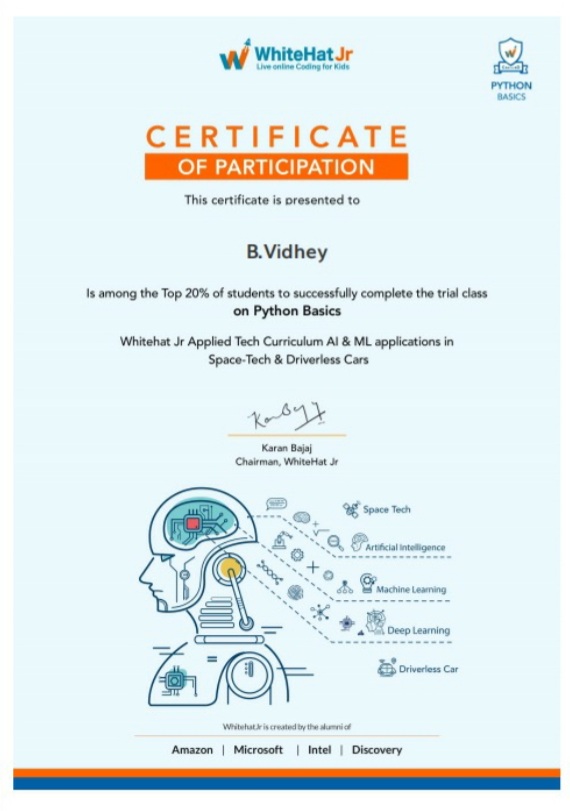 WhiteHat Jr
Live online Coding for Kids
PYTHON
BASICS
CERTIFICATE
OF PARTICIPATION
This certificate is presented to
B.Vidhey
Is among the Top 20% of students to successfully complete the trial class
on Python Basics
Whitehat Jr Applied Tech Curriculum AI & ML applications in
Space-Tech & Driverless Cars
Karan Bajaj
Chairman, WhiteHat Jr
Space Tech
Artificial Intelligence
Machine Learning
Deep Learning
Driverless Car
WhitehatJr is created by the alumni of
Amazon | Microsoft | Intel | Discovery